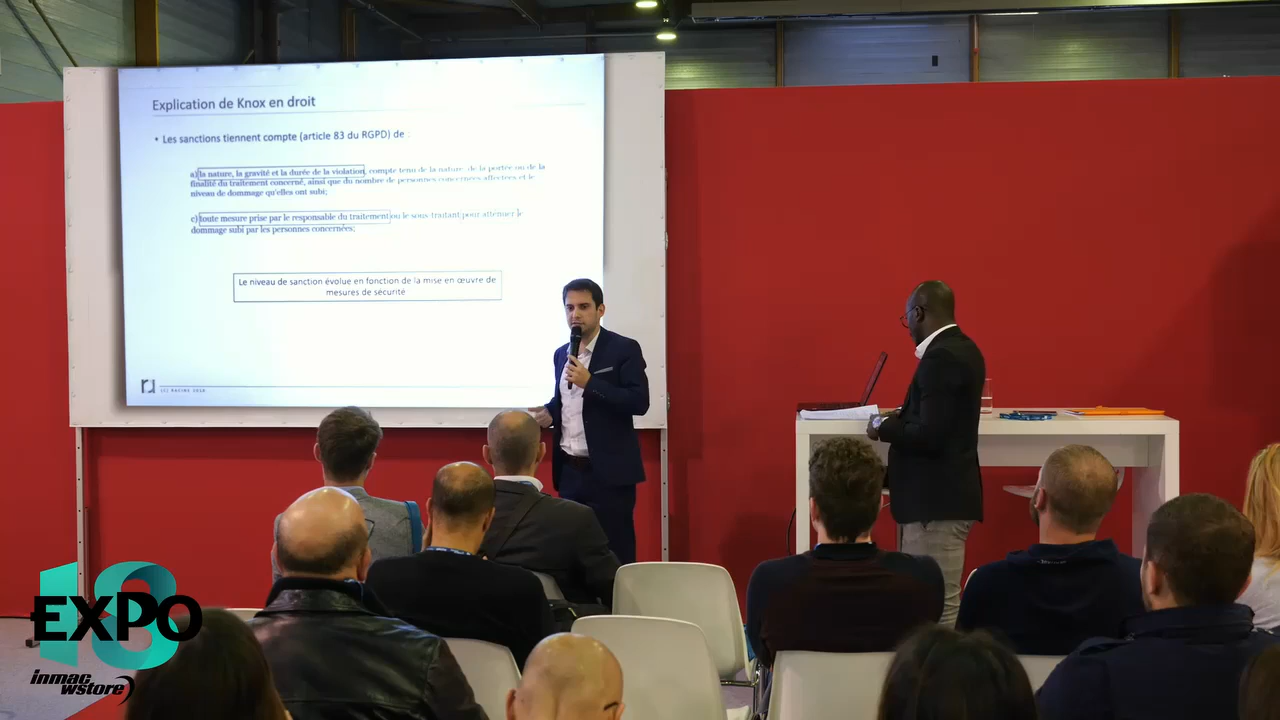 Explication de Knox en droit
• Les sanctions tiennent compte (article 83 du RGPD) de :
a) la nature, la gravité et la durée de la violation, compte tenu de la nature, de la portée ou de la
finalité du traitement concerné, ainsi que du nombre de personnes concernées affectées et le
niveau de dommage qu'elles ont subi;
c) toute mesure prise par le responsable du traitement ou le sous-traitant pour atténuer le
dommage subi par les personnes concernées;
Le niveau de sanction évolue en fonction de la mise en œuvre de
mesures de sécurité
(C) RACINE 2018
18
EXPO
inmac
wstore